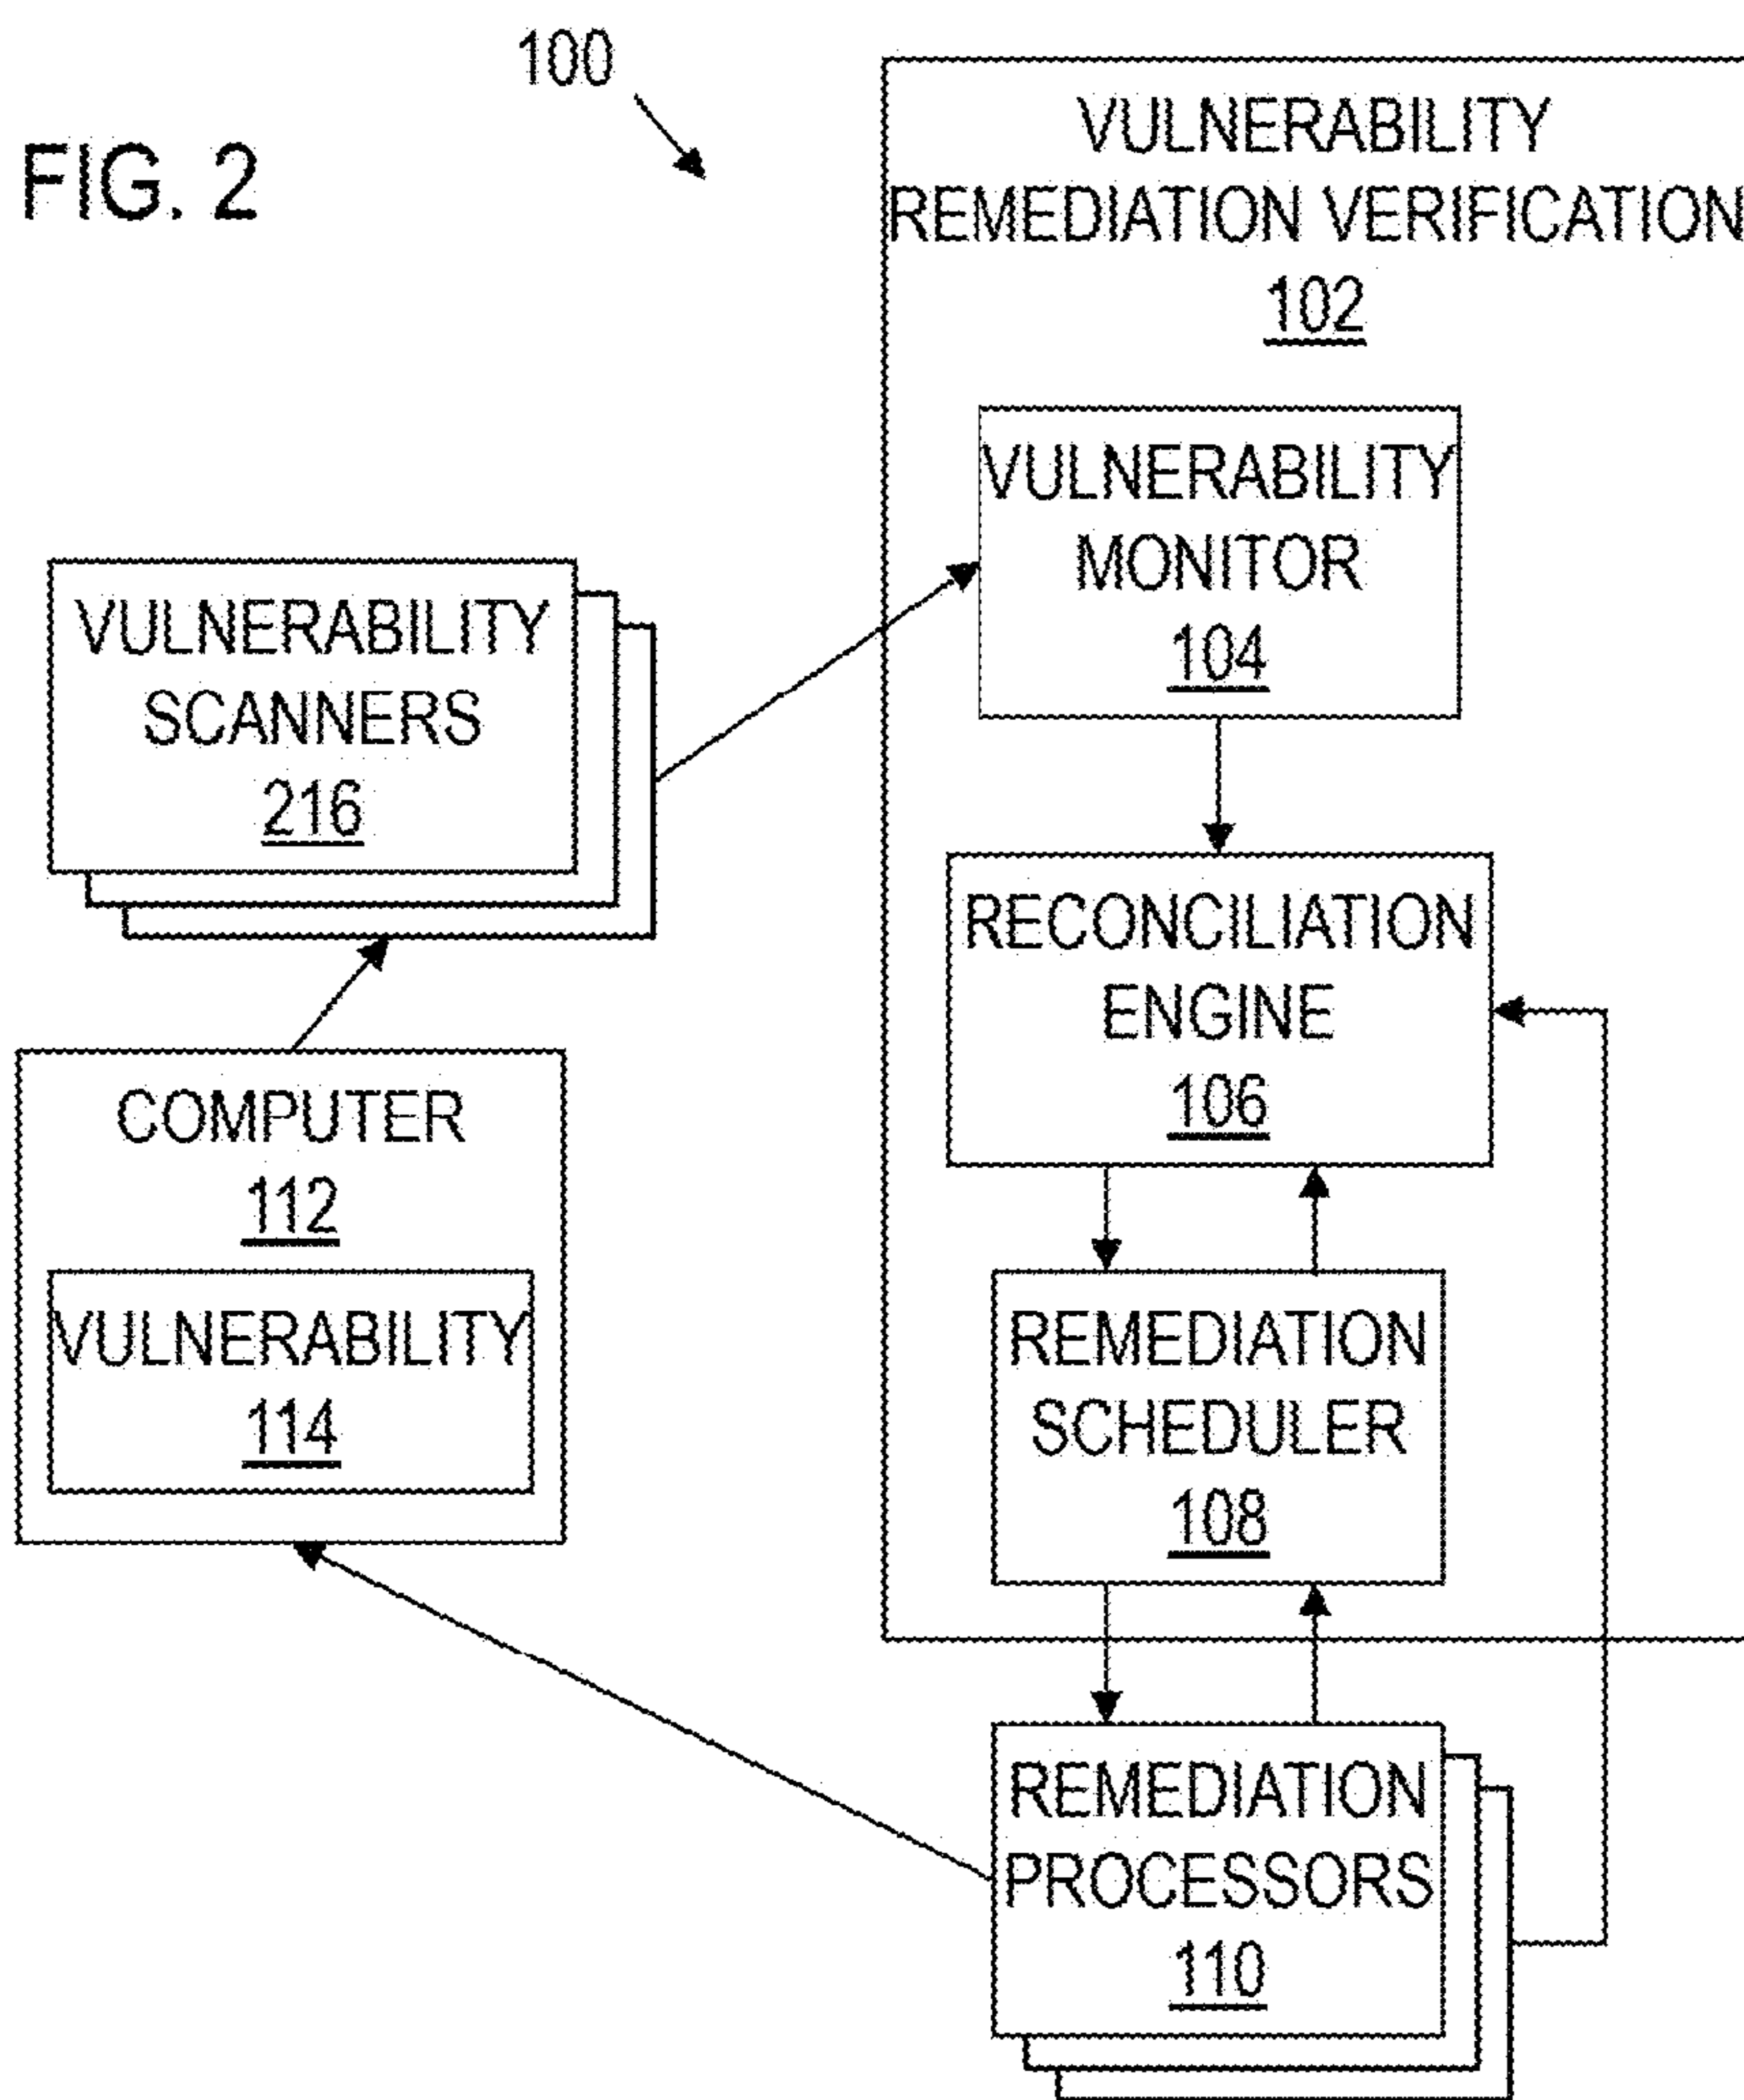 100
FIG. 2
VULNERABILITY
REMEDIATION VERIFICATION
102
VULNERABILITY
MONITOR
104
VULNERABILITY
SCANNERS
216
RECONCILIATION
ENGINE
106
COMPUTER
112
VULNERABILITY
114
REMEDIATION
SCHEDULER
108
REMEDIATION
PROCESSORS
110